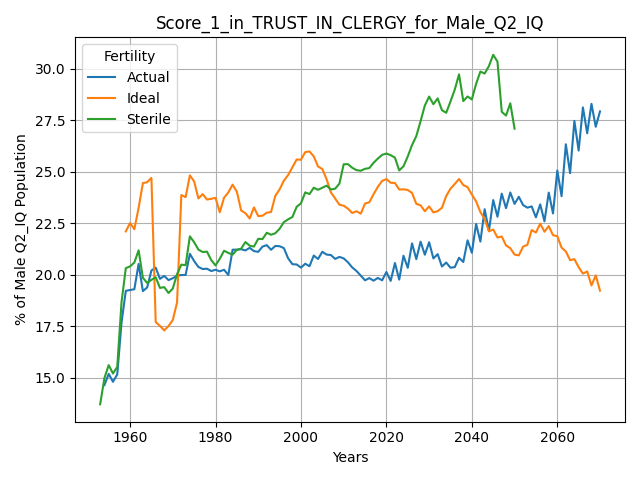 Score_1_in_TRUST_IN_CLERGY_for_Male_Q2_IQ
Fertility
Actual
Ideal
Sterile
30.0
27.5
25.0
22.5
20.0
17.5
15.0
% of Male Q2_IQ Population
1960
1980
2000
2020
2040
2060
Years